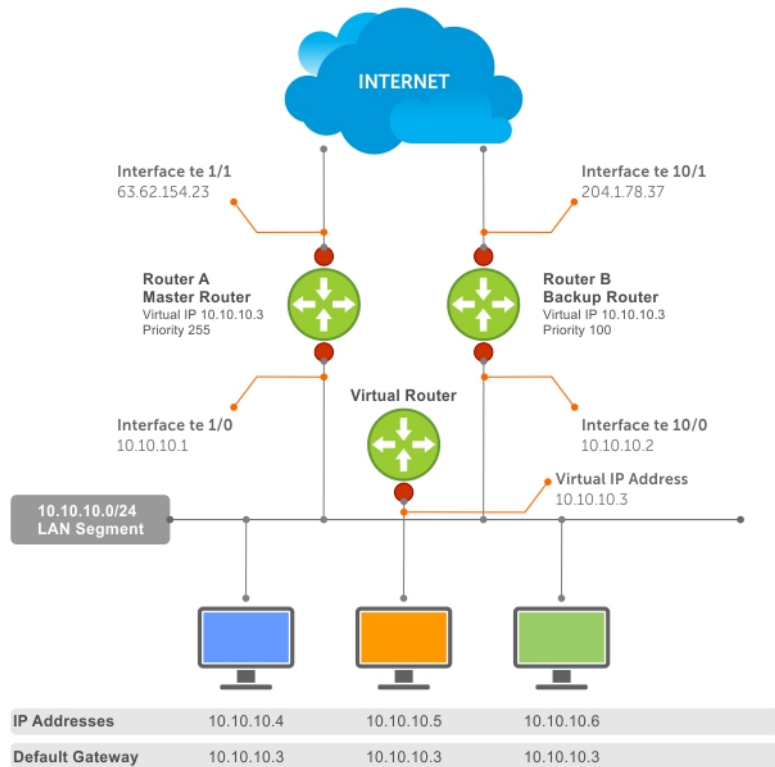 INTERNET
Interface te 1/1
63.62.154.23
Interface te 10/1
204.1.78.37
Router A
Master Router
Virtual IP 10.10.10.3
Priority 255
Router B
Backup Router
Virtual IP 10.10.10.3
Priority 100
Virtual Router
Interface te 1/0
10.10.10.1
Interface te 10/0
10.10.10.2
Virtual IP Address
10.10.10.3
10.10.10.0/24
LAN Segment
IP Addresses 10.10.10.4 10.10.10.5 10.10.10.6
Default Gateway 10.10.10.3 10.10.10.3 10.10.10.3